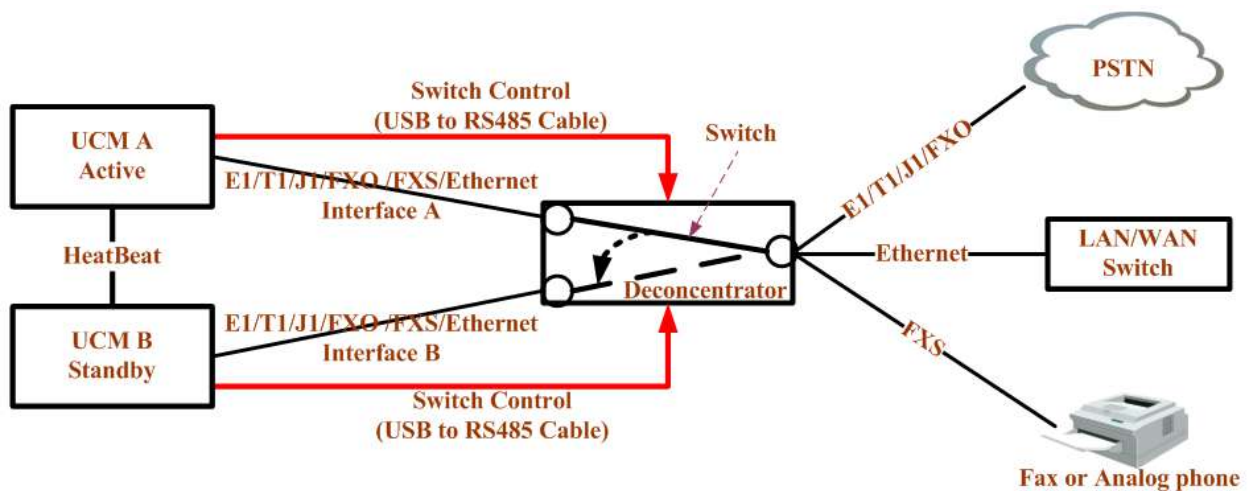 PSTN
Switch Control
(USB to RS485 Cable)
Switch
UCM A
Active
E1/T1/J1/FXO
E1/T1/J1/FXO /FXS/Ethernet
Interface A
HeatBeat
Ethernet
LAN/WAN
Switch
Deconcentrator
E1/T1/J1/FXO /FXS/Ethernet
Interface B
UCM B
Standby
FXS
Switch Control
(USB to RS485 Cable)
Fax or Analog phone